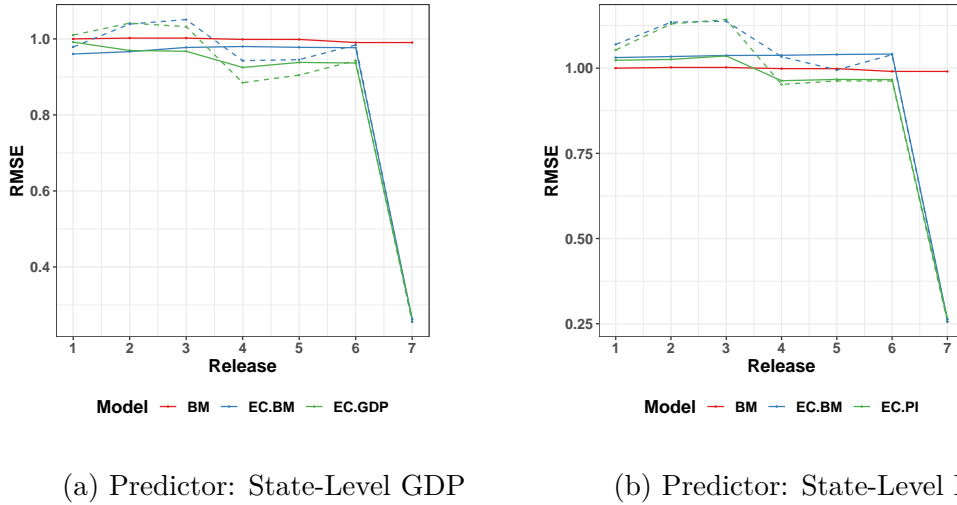 1.0
0.8
0.6
0.4
RMSE
1 2 3 4 5 6 7
Release
Model BM EC.BM EC.GDP
(a) Predictor: State-Level GDP
1.00
0.75
0.50
0.25
RMSE
1 2 3 4 5 6 7
Release
Model BM EC.BM EC.PI
(b) Predictor: State-Level